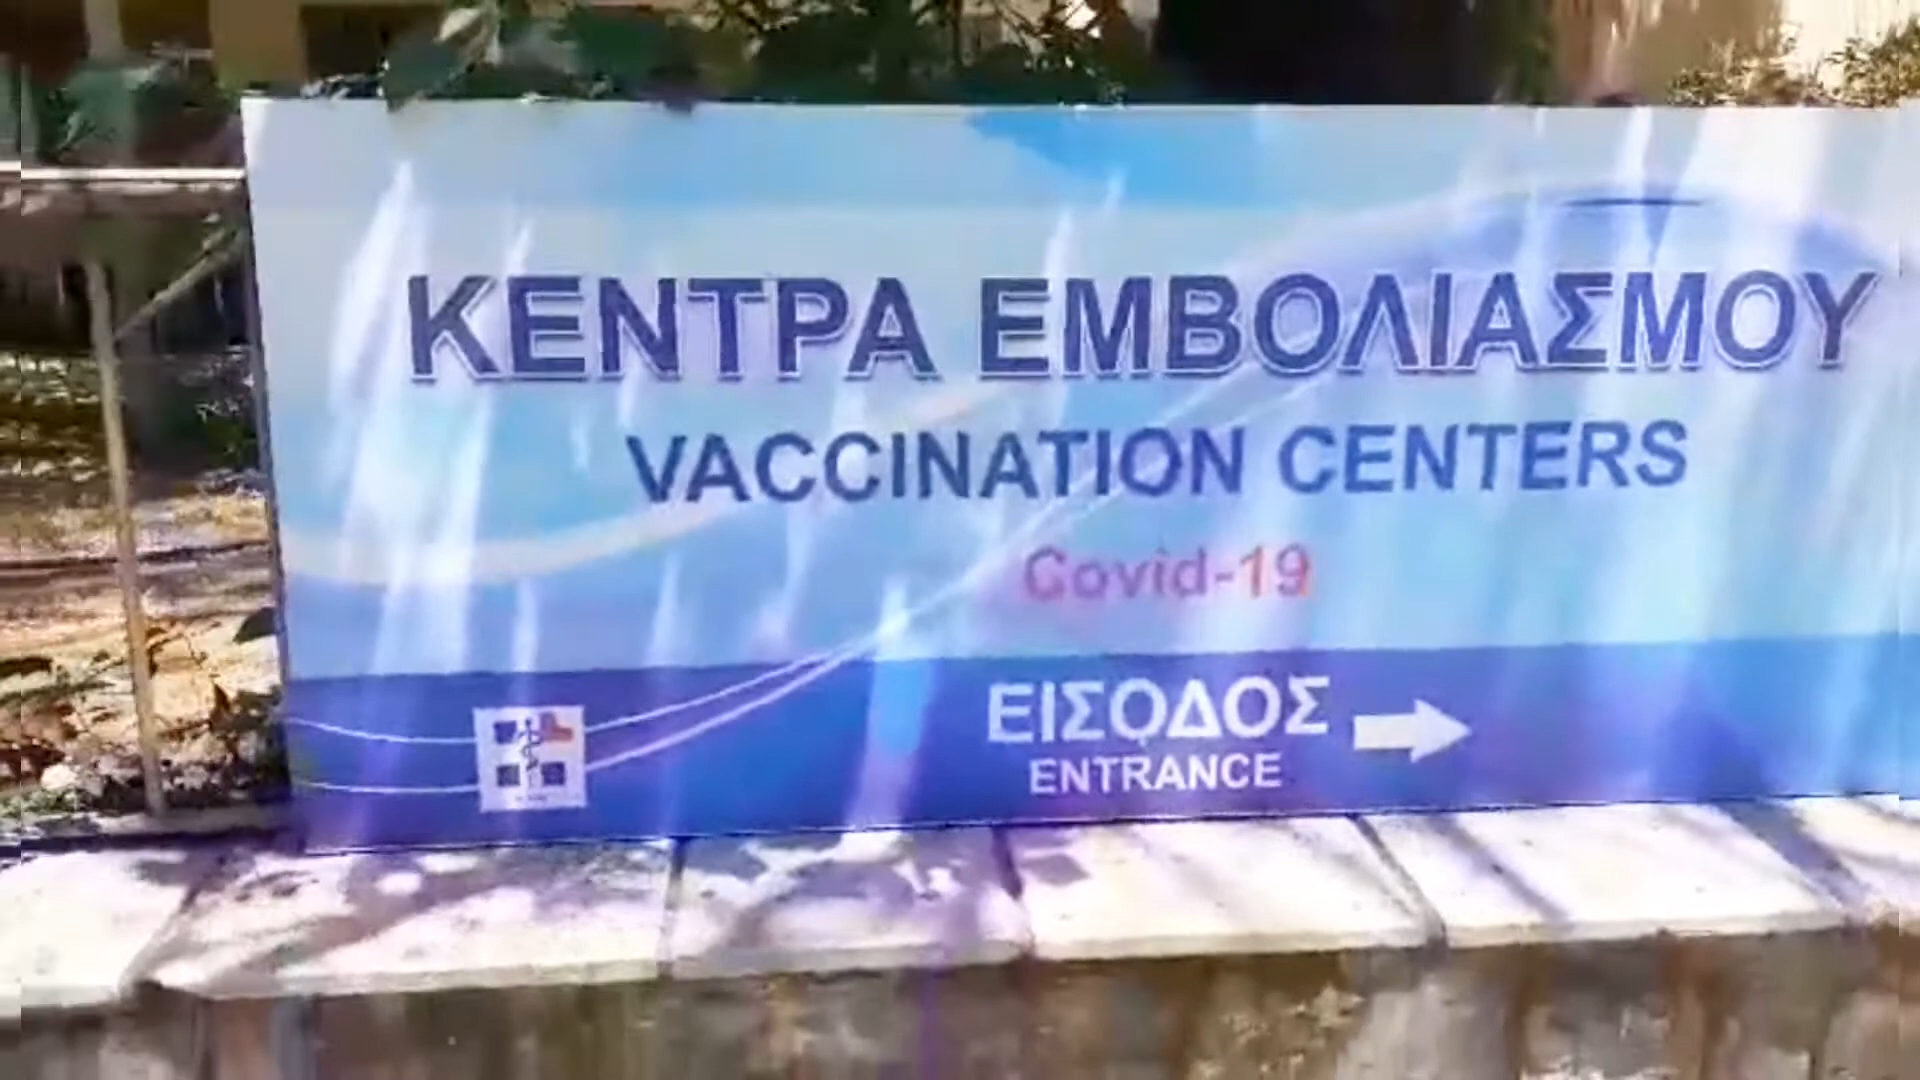 ΚΕΝΤΡΑ ΕΜΒΟΛΙΑΣΜΟΥ
VACCINATION CENTERS
Covid-19
ΕΙΣΟΔΟΣ
ENTRANCE